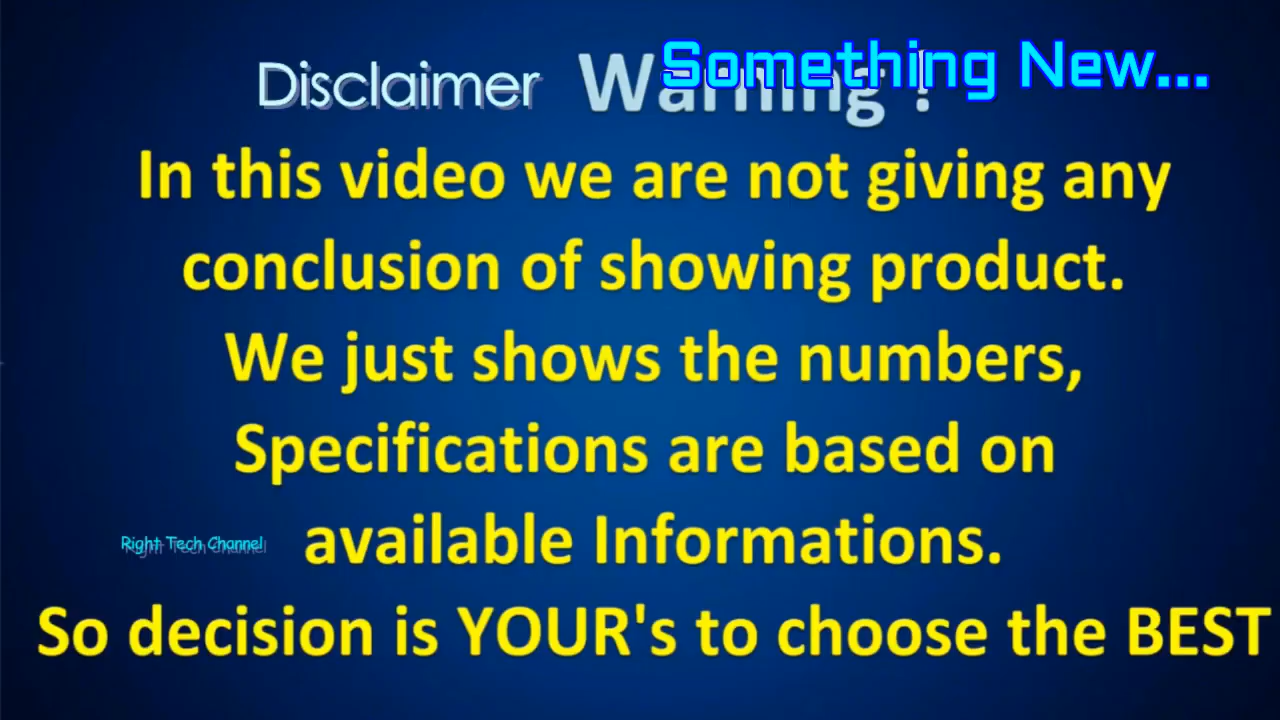 Something New...
Disclaimer Warning !
In this video we are not giving any
conclusion of showing product.
We just shows the numbers,
Specifications are based on
available Informations.
Right Tech Channel
So decision is YOUR's to choose the BEST